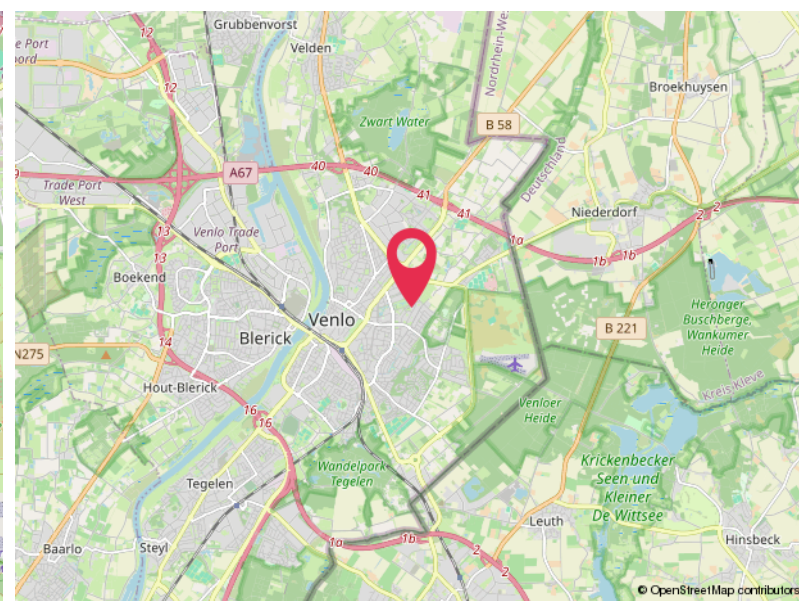 Grubbenvorst
12
Velden
e Port
oord
12
Nordrhein-We
Broekhuysen
Zwart Water
B 58
Deutschland
9
A67
40
40
Trade Port
West
41
41
Niederdorf
2
2
13
Venlo Trade
Port
1a
13
1b
1b
Boekend
Heronger
Buschberge,
Wankumer
Heide
Venlo
B 221
Blerick
14
N275
Kreis Kleve
Hout-Blerick
16
Venloer
Heide
16
Wandelpark
Tegelen
Krickenbecker
Seen und
Kleiner
De Wittsee
Tegelen
Leuth
Baarlo
Steyl
1a
1b
2
Hinsbeck
2
© OpenStreetMap contributors